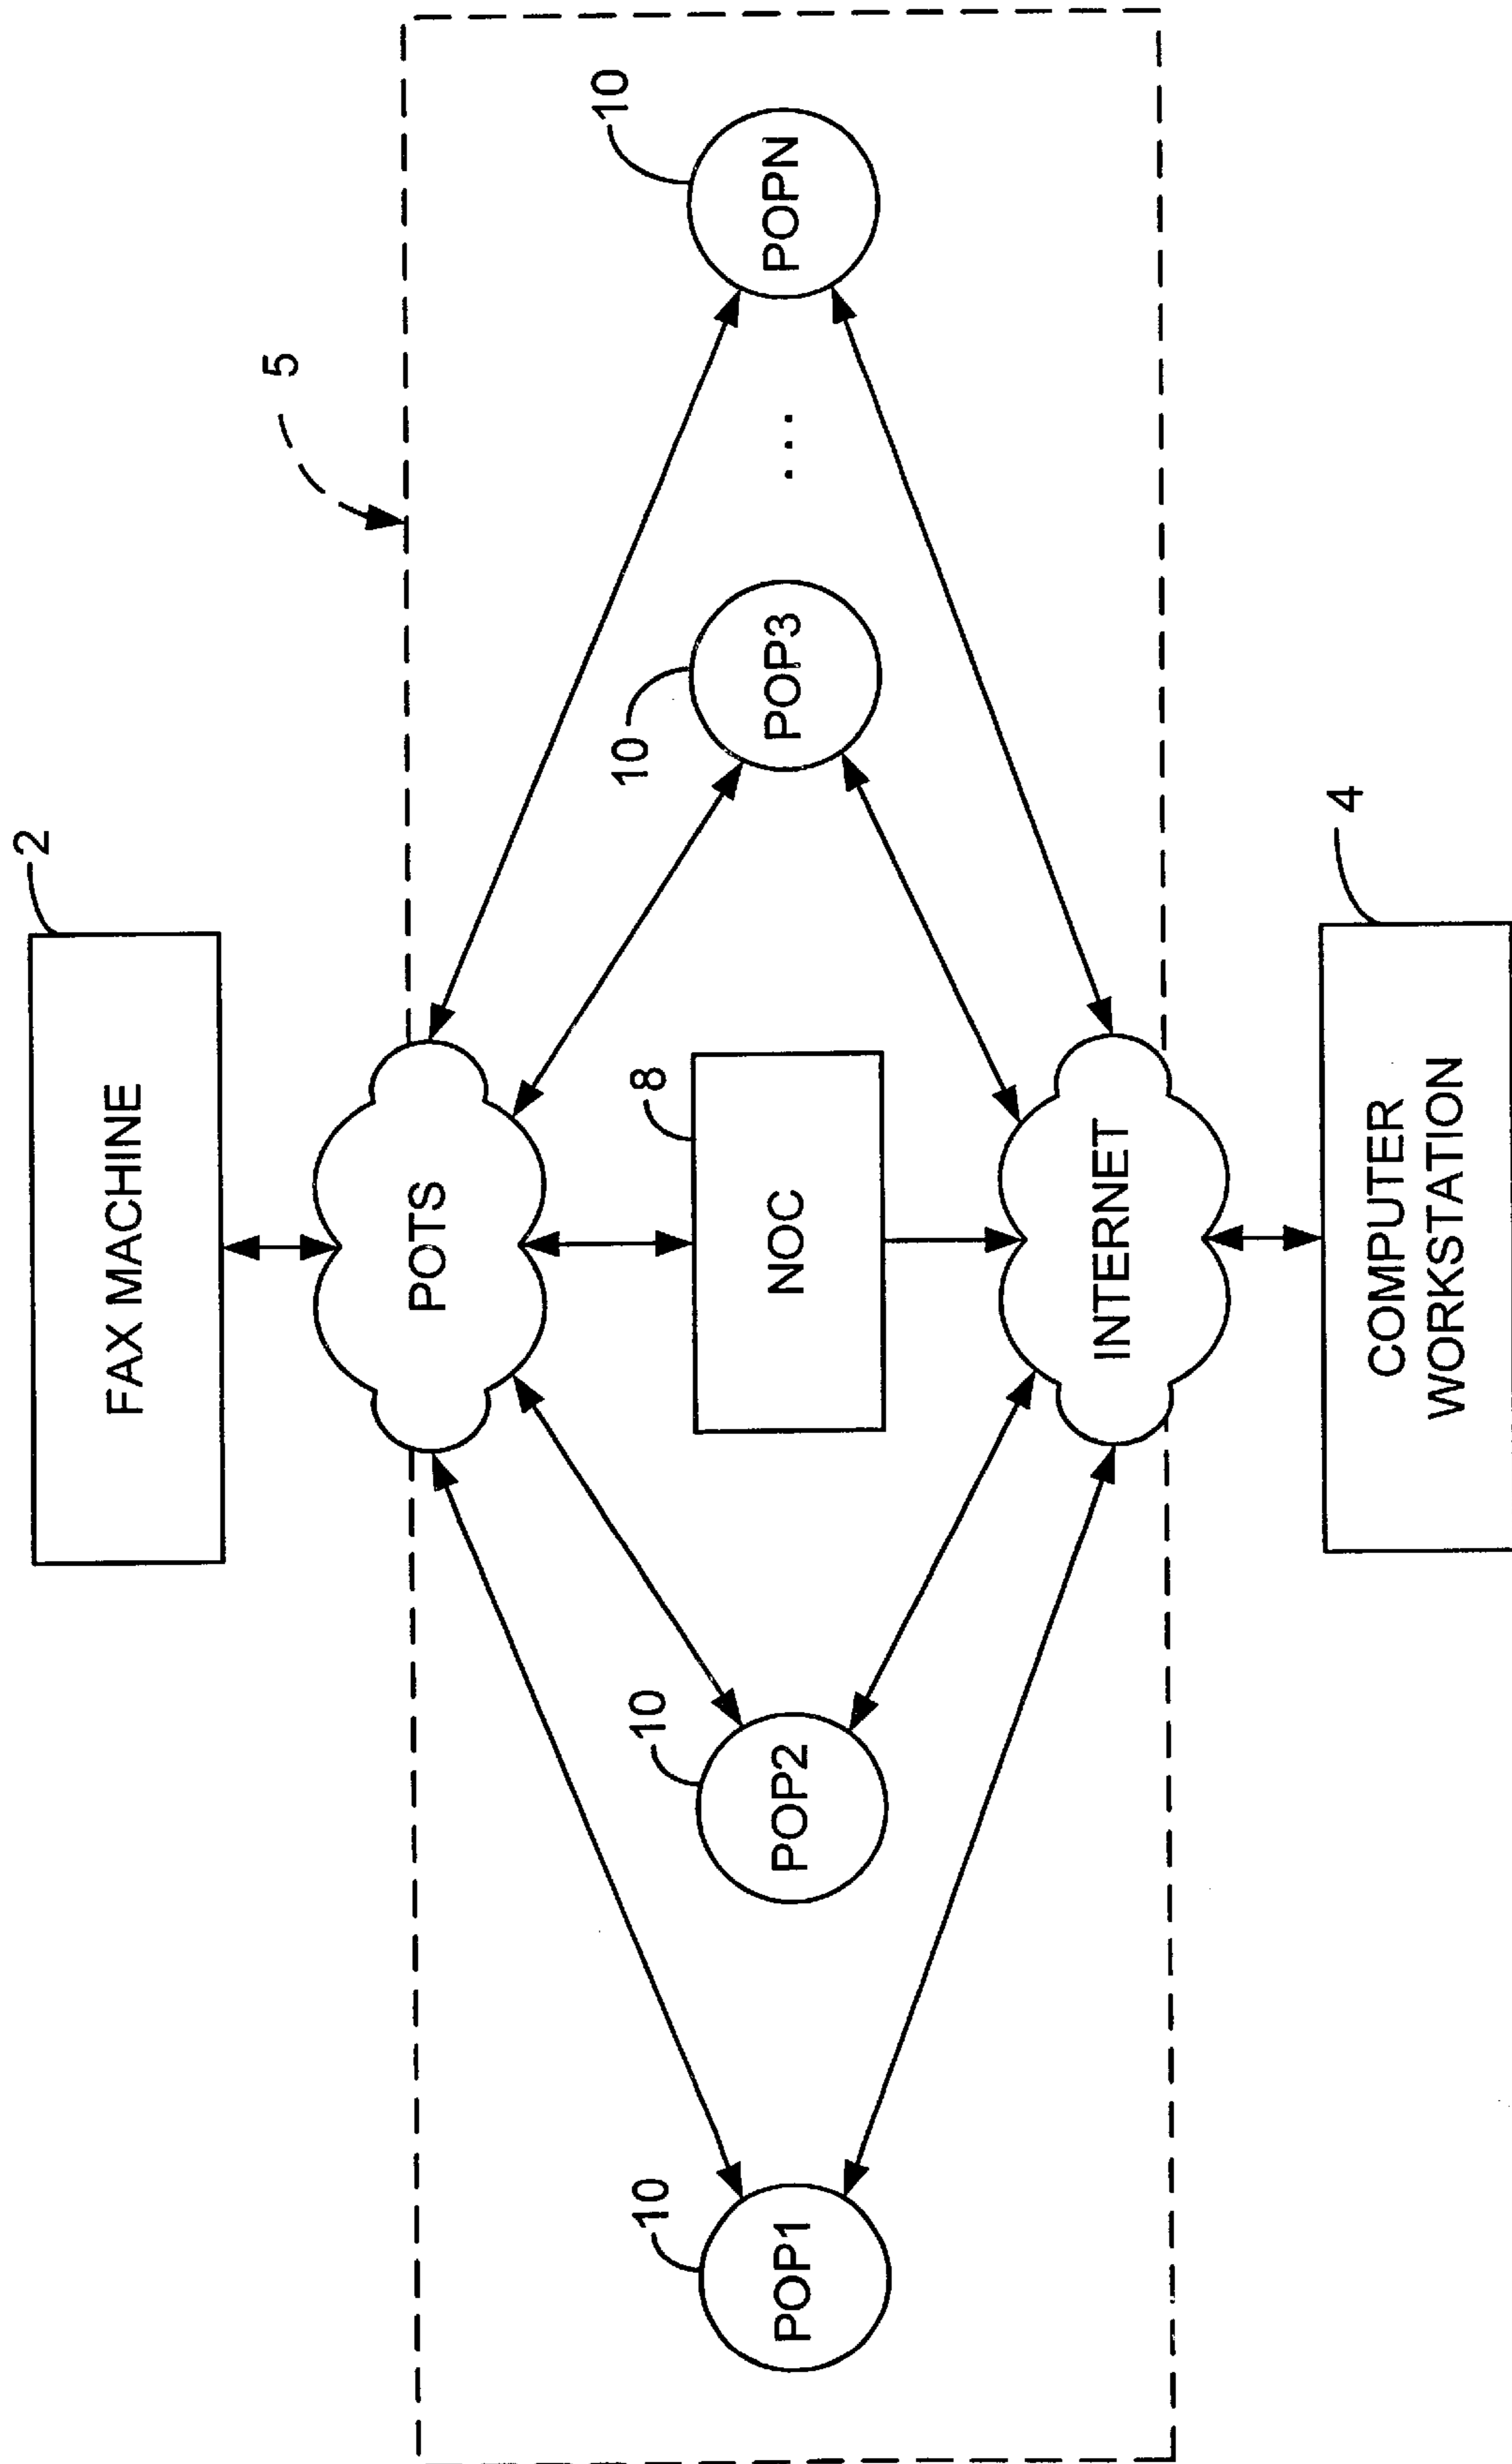 2
FAX MACHINE
5
POTS
10
POP1
10
POP2
8
NOC
10
POP3
...
10
POPN
INTERNET
4
COMPUTER
WORKSTATION